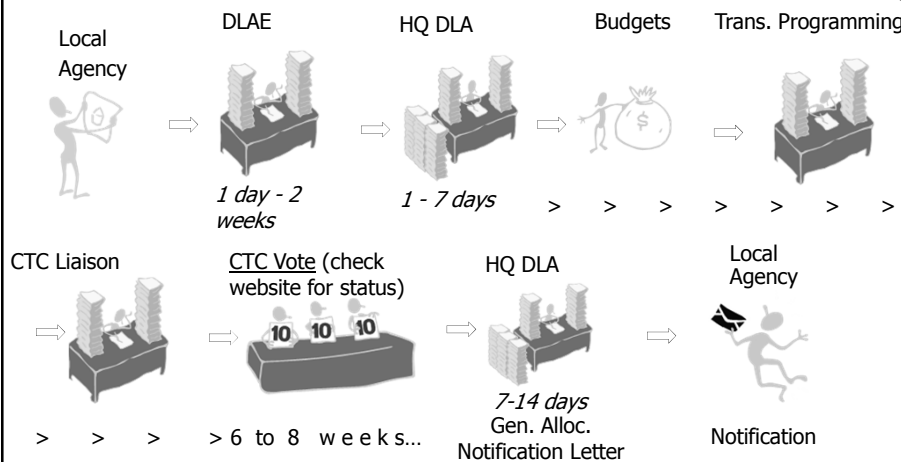 Local
Agency
DLAE
HQ DLA
Budgets
Trans. Programming
$
1 day - 2
weeks
1 - 7 days
> > > > > > >
CTC Liaison
CTC Vote (check
website for status)
HQ DLA
Local
Agency
10 10 10
> > > > 6 to 8 w e e k s...
7-14 days
Gen. Alloc.
Notification Letter
Notification